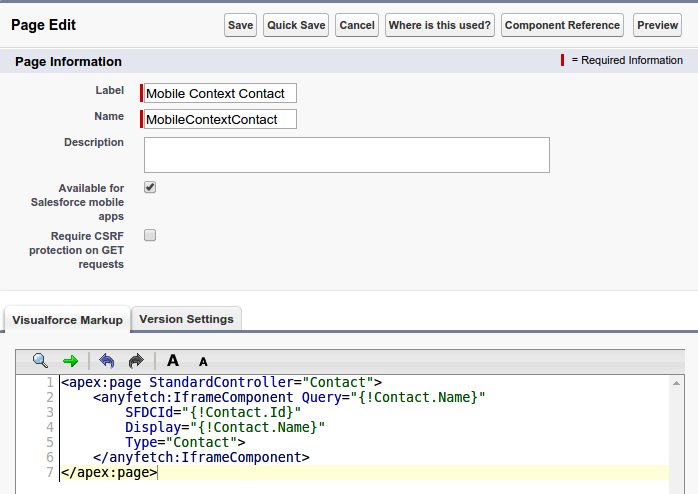 Page Edit Save Quick Save Cancel Where is this used? Component Reference Preview
Page Information = Required Information
Label Mobile Context Contact
Name MobileContextContact
Description
Available for
Salesforce mobile
apps
Require CSRF
protection on GET
requests
Visualforce Markup Version Settings
A A
1 <apex:page StandardController="Contact">
2 <anyfetch:IframeComponent Query="{!Contact.Name}"
3 SFDCId="{!Contact.Id}"
4 Display="{!Contact.Name}"
5 Type="Contact">
6 </anyfetch:IframeComponent>
7 </apex:page>